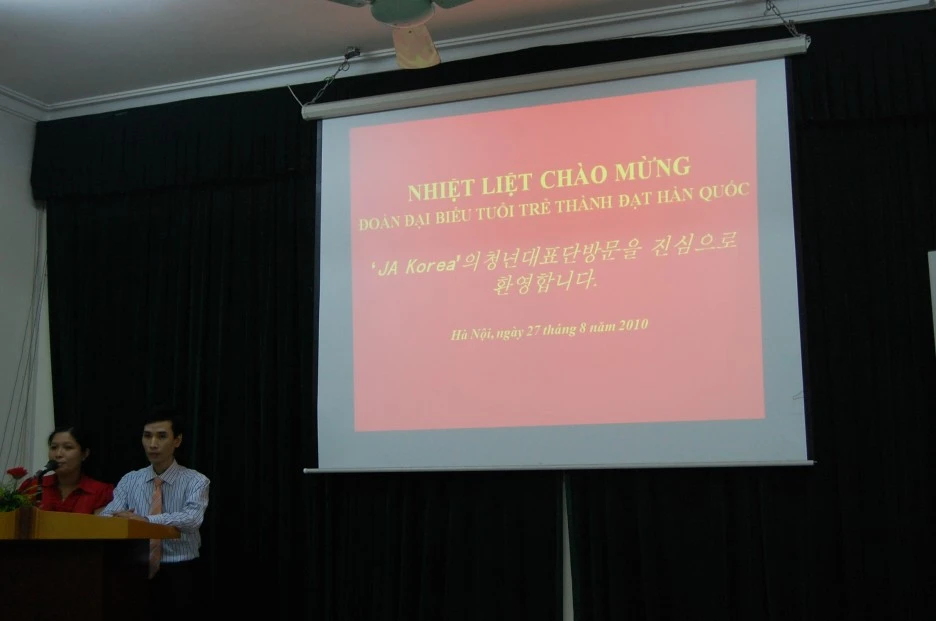 NHIỆT LIỆT CHÀO MỪNG
ĐOÀN ĐẠI BIỂU TUỔI TRẺ THÀNH ĐẠT HÀN QUỐC
'JA Korea'의 청년대표단방문을 진심으로
환영합니다.
Hà Nội, ngày 27 tháng 8 năm 2010